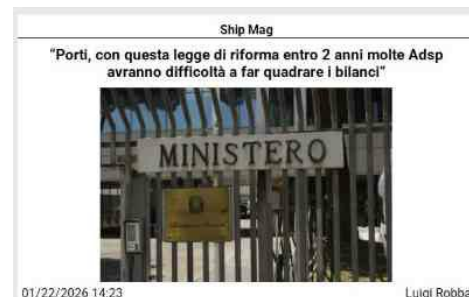 Ship Mag
"Porti, con questa legge di riforma entro 2 anni molte Adsp
avranno difficoltà a far quadrare i bilanci"
MINISTERO
01/22/2026 14:23
Luigi Robba